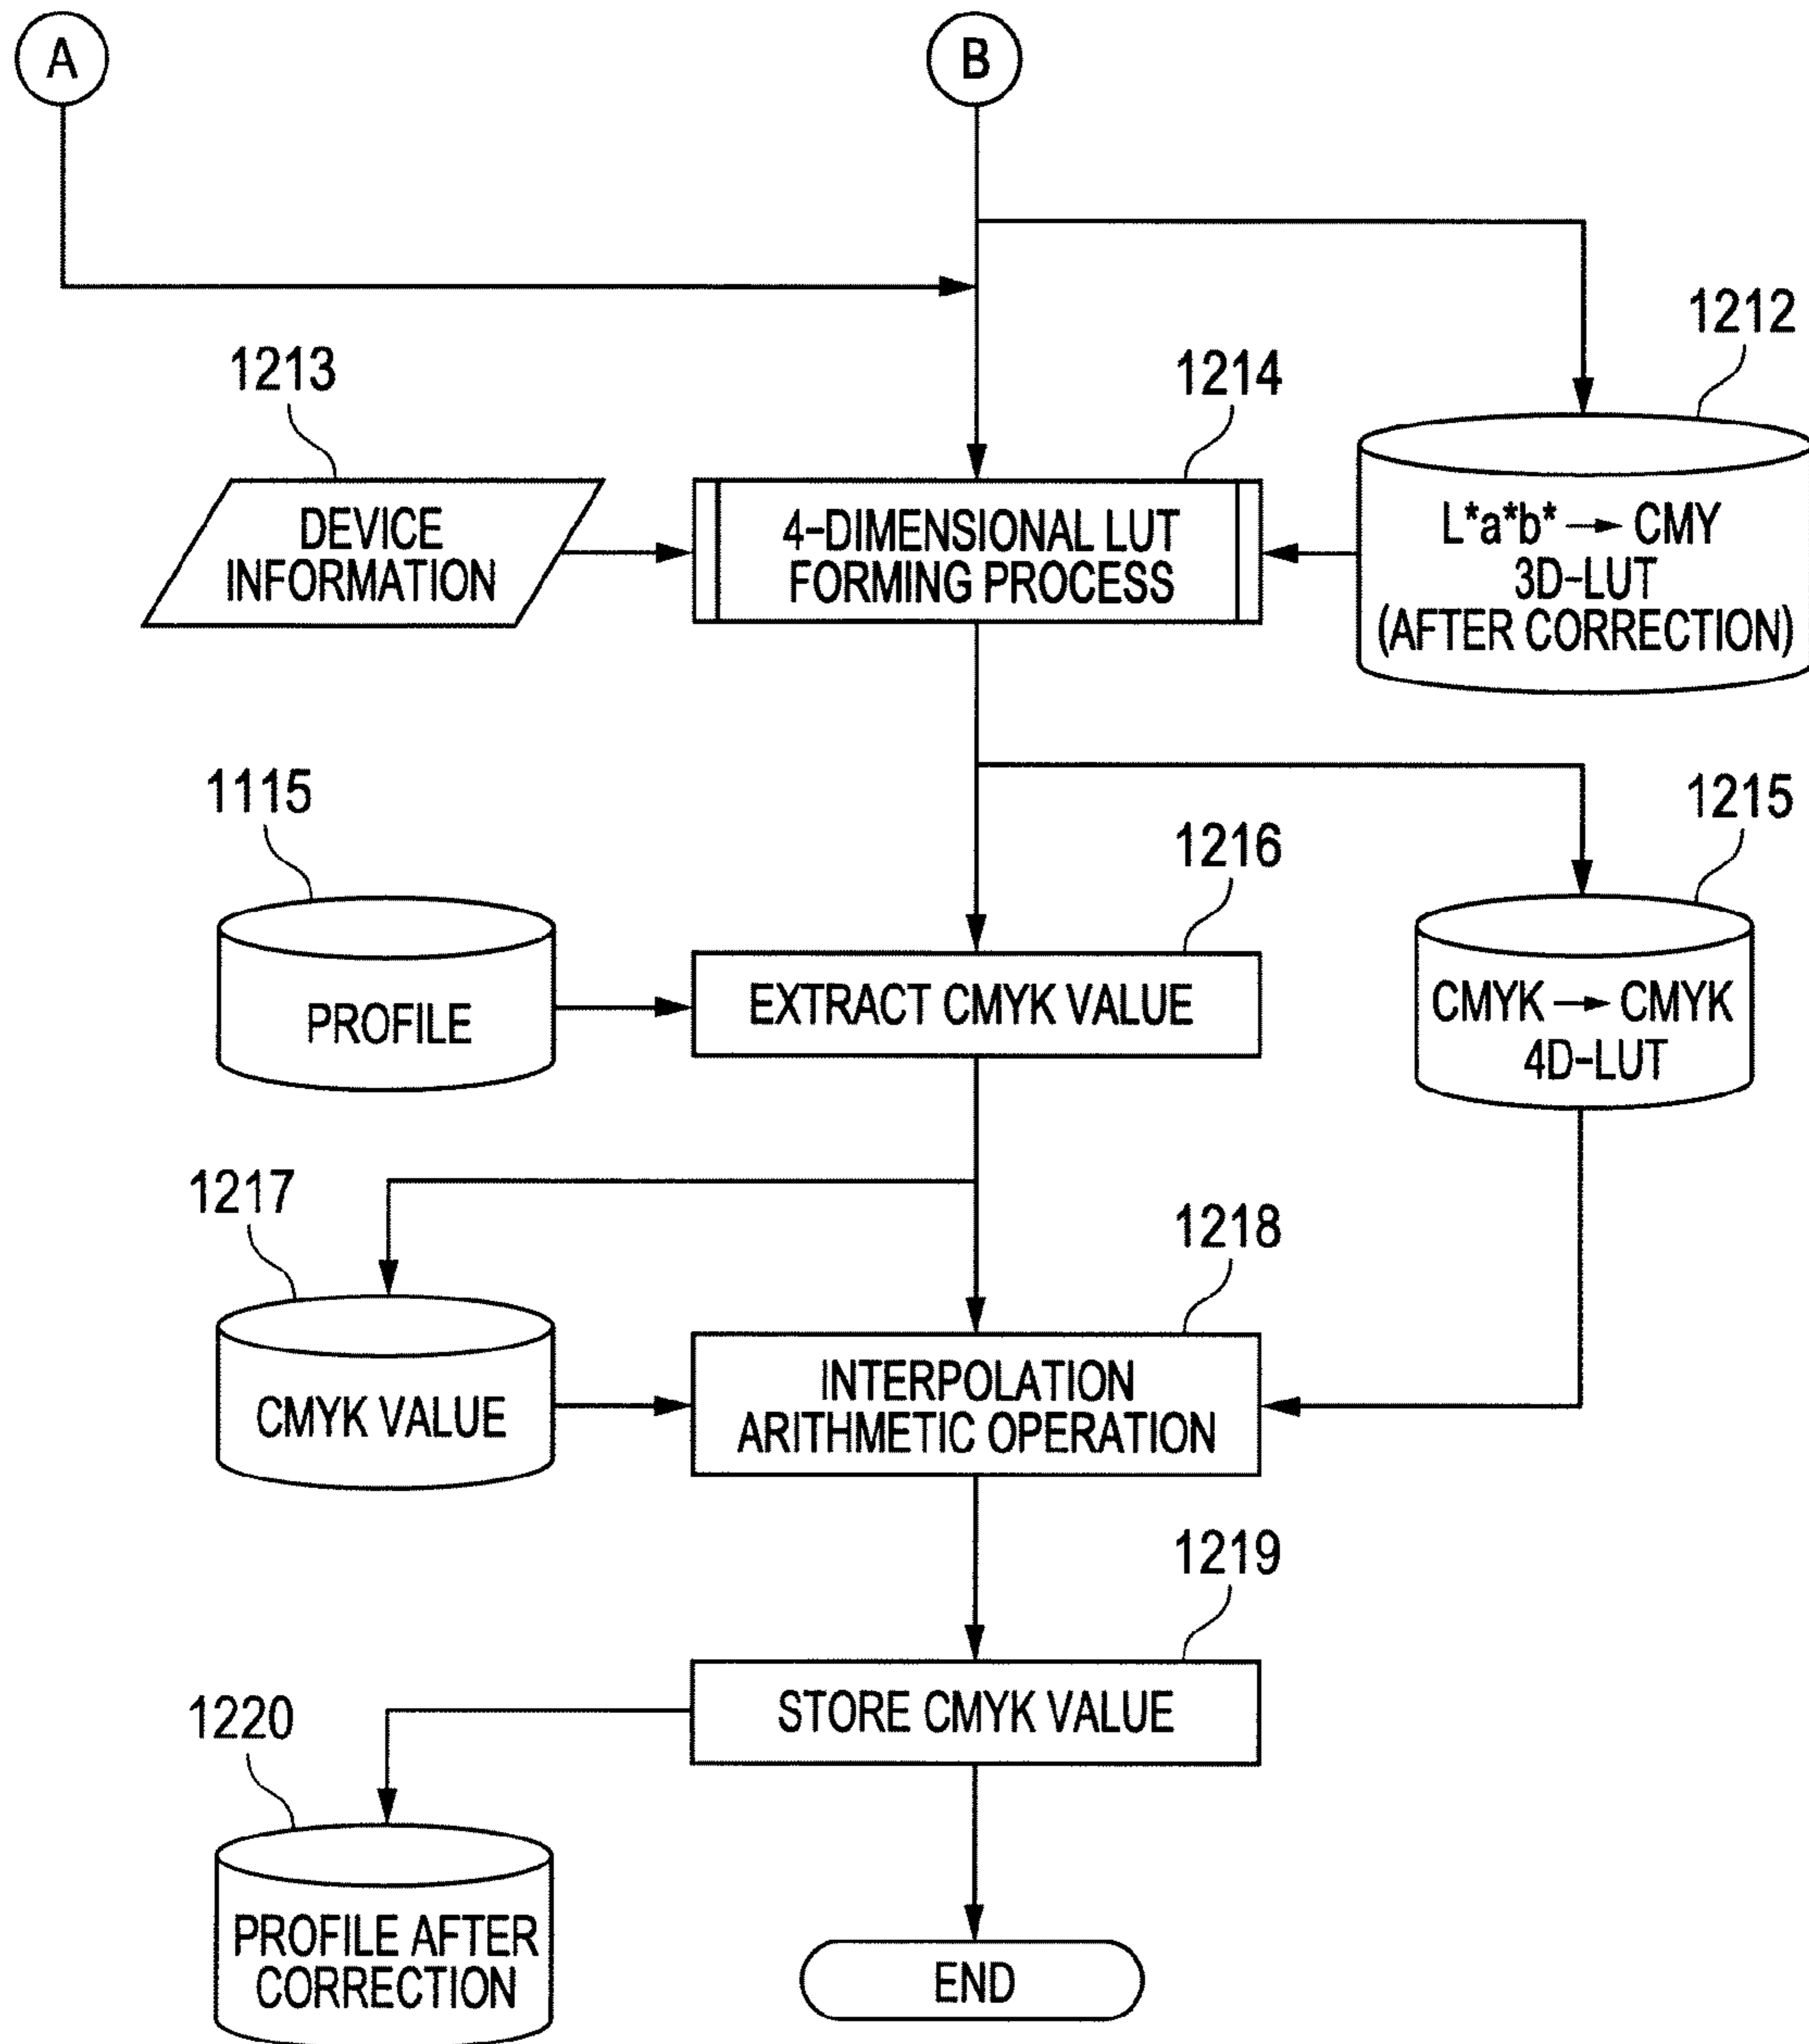 A
B
1212
1213
1214
DEVICE
INFORMATION
4-DIMENSIONAL LUT
FORMING PROCESS
L*a*b* → CMY
3D-LUT
(AFTER CORRECTION)
1115
1216
1215
PROFILE
EXTRACT CMYK VALUE
CMYK → CMYK
4D-LUT
1217
1218
CMYK VALUE
INTERPOLATION
ARITHMETIC OPERATION
1219
STORE CMYK VALUE
1220
PROFILE AFTER
CORRECTION
END